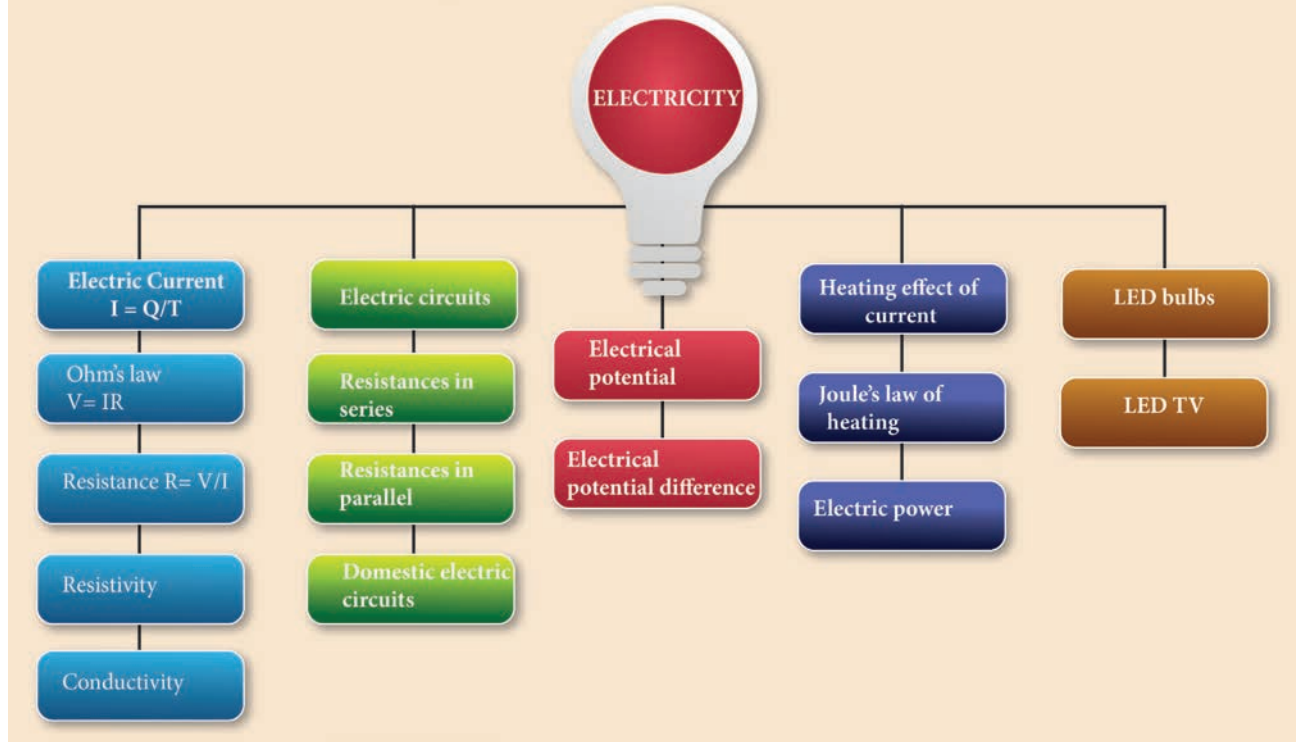 ELECTRICITY
Electric Current
I = Q/T
Ohm's law
V= IR
Resistance R= V/I
Resistivity
Conductivity
Electric circuits
Resistances in
series
Resistances in
parallel
Domestic electric
circuits
Electrical
potential
Electrical
potential difference
Heating effect of
current
Joule's law of
heating
Electric power
LED bulbs
LED TV